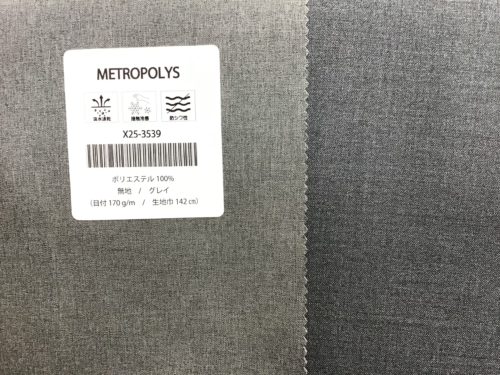 METROPOLYS
吸水速乾 接触冷感 防シワ性
X25-3539
ポリエステル 100%
無地 / グレイ
(目付 170 g/m / 生地巾 142 cm)